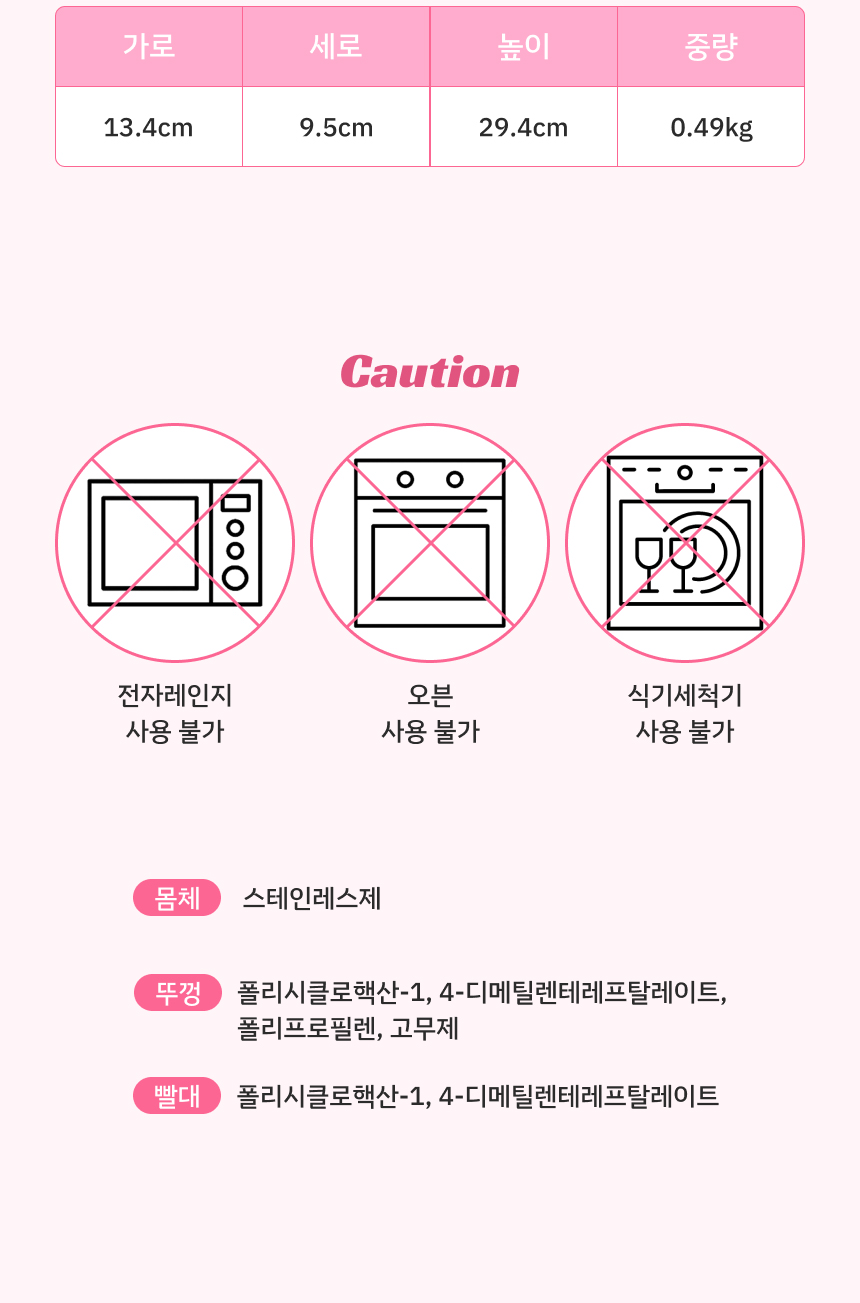 가로 세로 높이 중량
13.4cm 9.5cm 29.4cm 0.49kg
Caution
전자레인지 오븐 식기세척기
사용 불가 사용 불가 사용 불가
몸체 스테인레스제
뚜껑 폴리시클로헥산-1, 4-디메틸렌테레프탈레이트,
폴리프로필렌, 고무제
빨대 폴리시클로헥산-1, 4-디메틸렌테레프탈레이트